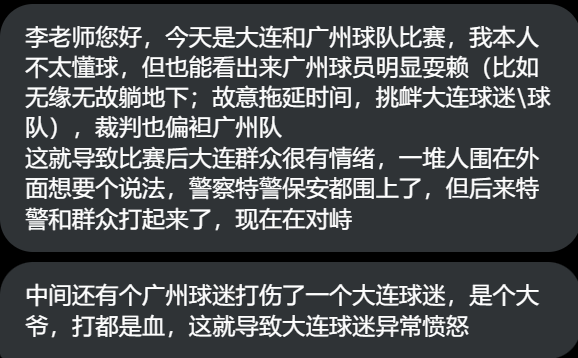 李老师您好，今天是大连和广州球队比赛，我本人
不太懂球，但也能看出来广州球员明显耍赖（比如
无缘无故躺地下；故意拖延时间，挑衅大连球迷\球
队），裁判也偏袒广州队
这就导致比赛后大连群众很有情绪，一堆人围在外
面想要个说法，警察特警保安都围上了，但后来特
警和群众打起来了，现在在对峙
中间还有个广州球迷打伤了一个大连球迷，是个大
爷，打都是血，这就导致大连球迷异常愤怒